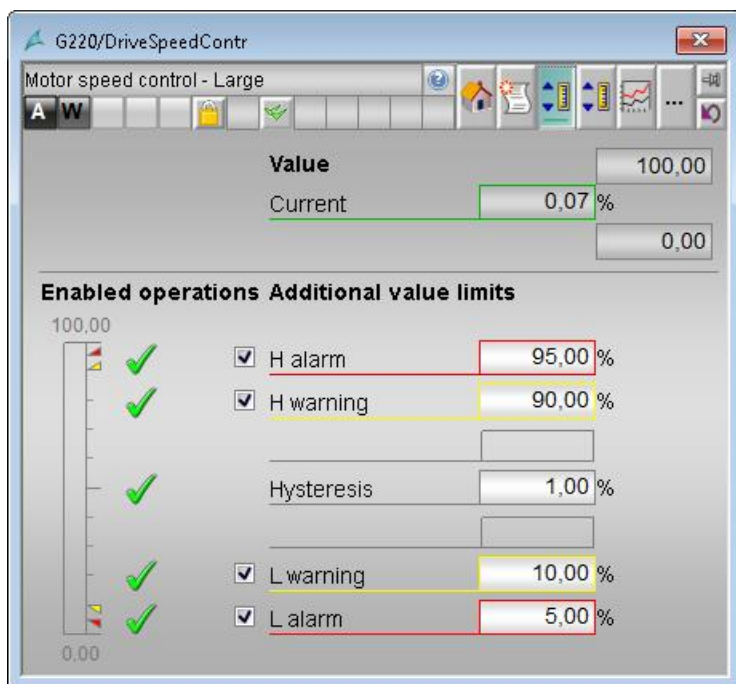 G220/DriveSpeedContr
Motor speed control - Large
A W
...
Value 100,00
Current 0,07 %
0,00
Enabled operations Additional value limits
100,00
H alarm 95,00 %
H warning 90,00 %
Hysteresis 1,00 %
L warning 10,00 %
L alarm 5,00 %
0,00